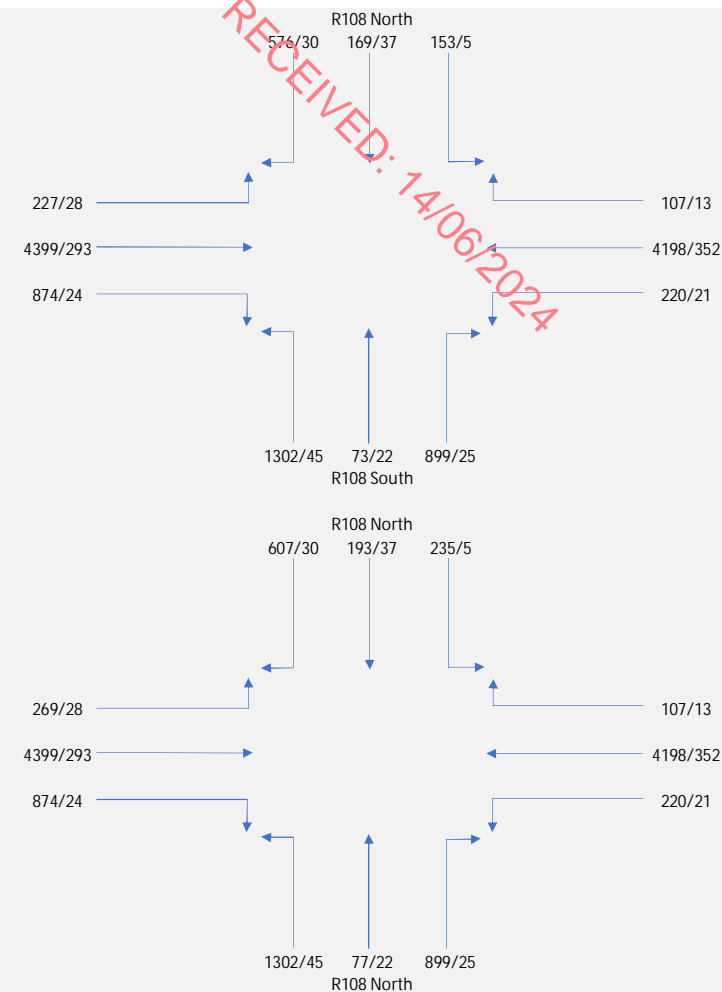 R108 North
576/30 169/37 153/5
RECEIVED: 14/06/2024
227/28 107/13
4399/293 4198/352
874/24 220/21
1302/45 73/22 899/25
R108 South
R108 North
607/30 193/37 235/5
269/28 107/13
4399/293 4198/352
874/24 220/21
1302/45 77/22 899/25
R108 North